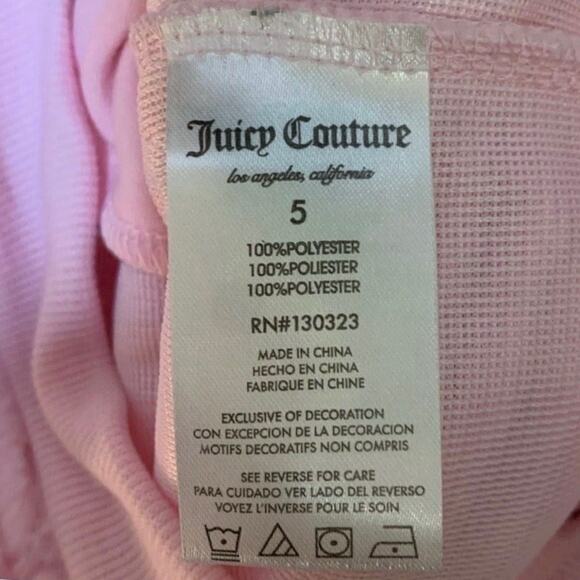 Juicy Couture
los angeles, california
5
100%POLYESTER
100%POLIESTER
100%POLYESTER
RN#130323
MADE IN CHINA
HECHO EN CHINA
FABRIQUE EN CHINE
EXCLUSIVE OF DECORATION
CON EXCEPCION DE LA DECORACION
MOTIFS DECORATIFS NON COMPRIS
SEE REVERSE FOR CARE
PARA CUIDADO VER LADO DEL REVERSO
VOYEZ L'INVERSE POUR LE SOIN